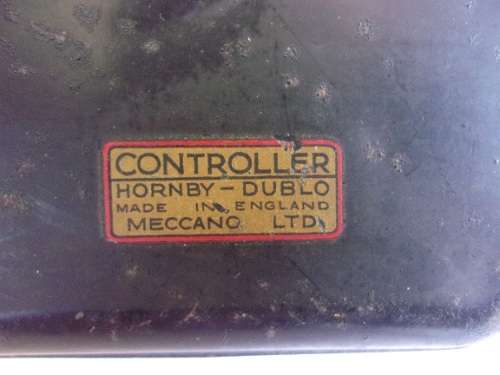 CONTROLLER
HORNBY - DUBLO
MADE IN ENGLAND
MECCANO LTD